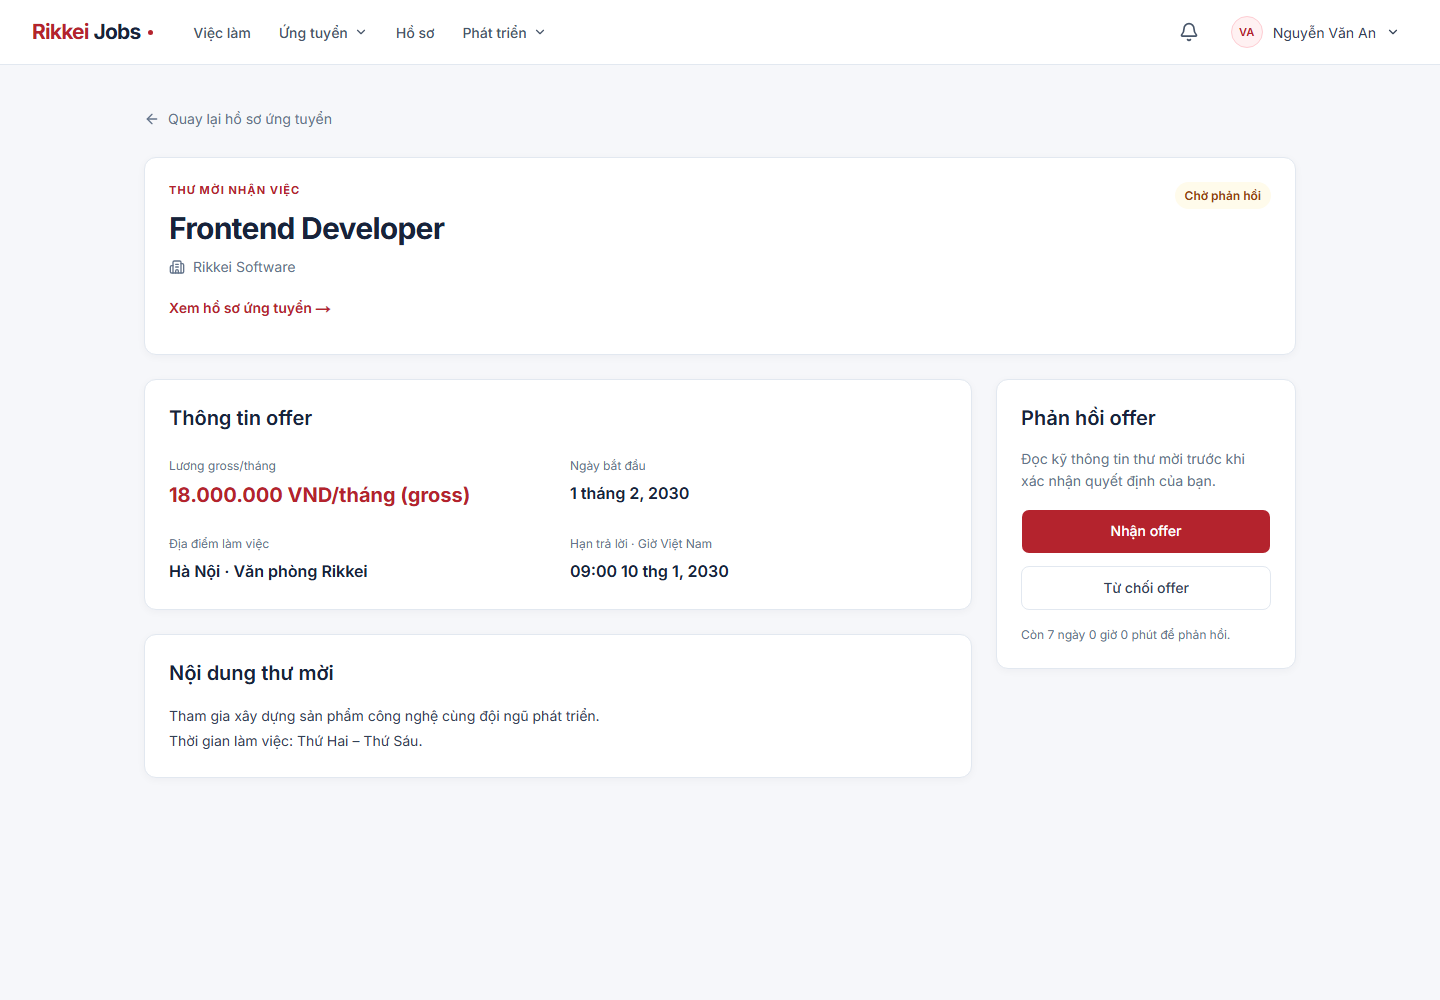 Rikkei Jobs
Việc làm
Ứng tuyển
Hồ sơ
Phát triển
VA
Nguyễn Văn An
Quay lại hồ sơ ứng tuyển
THƯ MỜI NHẬN VIỆC
Chờ phản hồi
Frontend Developer
Rikkei Software
Xem hồ sơ ứng tuyển →
Thông tin offer
Lương gross/tháng
18.000.000 VND/tháng (gross)
Ngày bắt đầu
1 tháng 2, 2030
Địa điểm làm việc
Hà Nội · Văn phòng Rikkei
Hạn trả lời · Giờ Việt Nam
09:00 10 thg 1, 2030
Phản hồi offer
Đọc kỹ thông tin thư mời trước khi
xác nhận quyết định của bạn.
Nhận offer
Từ chối offer
Còn 7 ngày 0 giờ 0 phút để phản hồi.
Nội dung thư mời
Tham gia xây dựng sản phẩm công nghệ cùng đội ngũ phát triển.
Thời gian làm việc: Thứ Hai – Thứ Sáu.